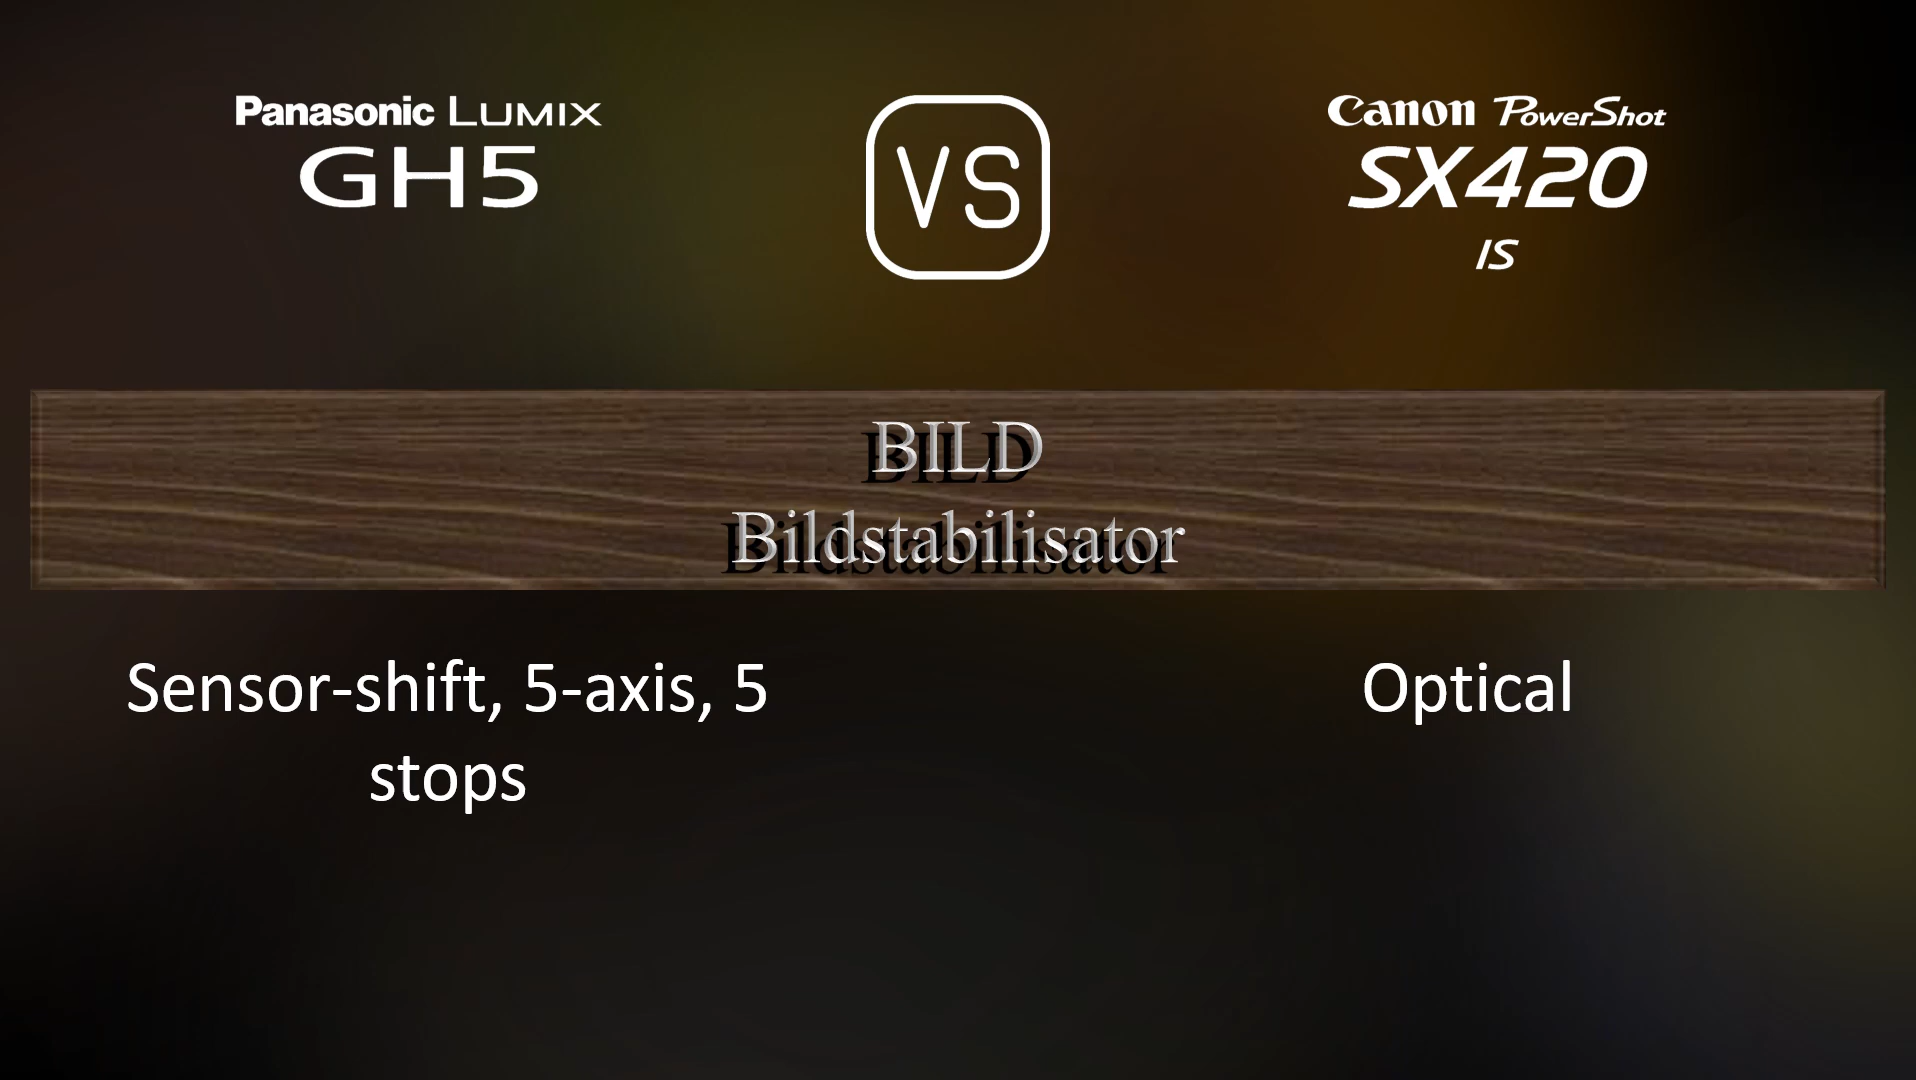 Panasonic LUMIX
GH5
VS
Canon PowerShot
SX420
IS
BILD
Bildstabilisator
Sensor-shift, 5-axis, 5
stops
Optical